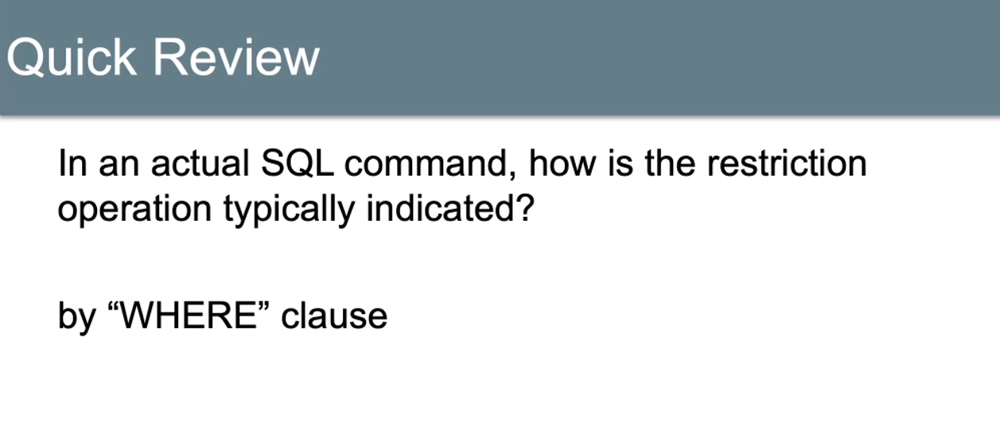 Quick Review
In an actual SQL command, how is the restriction
operation typically indicated?
by “WHERE” clause